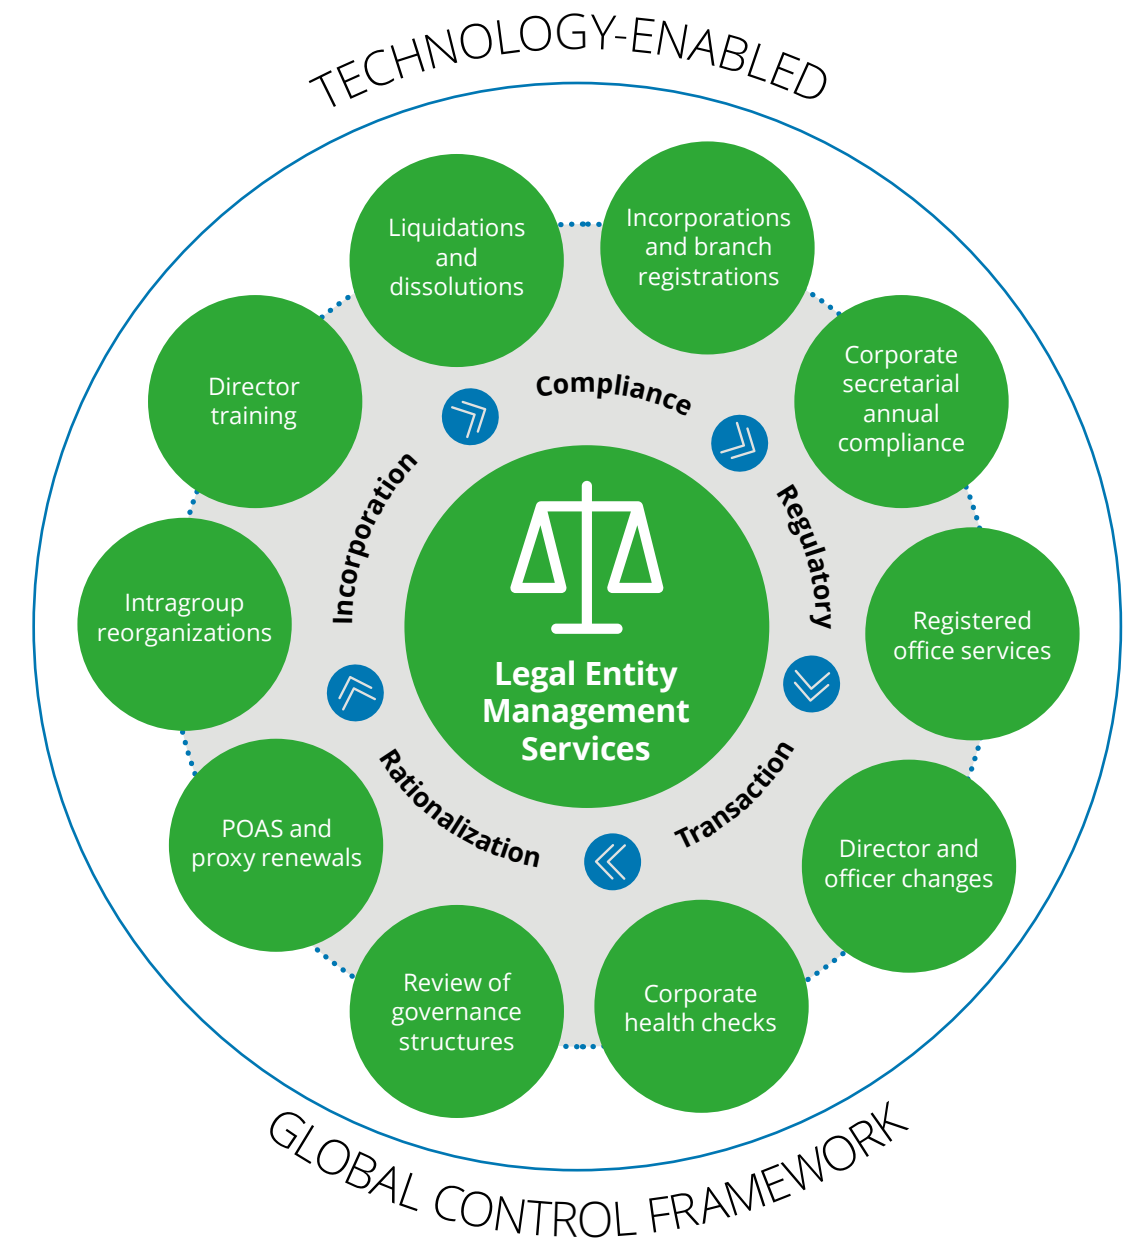 TECHNOLOGY-ENABLED
Liquidations
and
dissolutions
Incorporations
and branch
registrations
Corporate
secretarial
annual
compliance
Registered
office services
Director and
officer changes
Corporate
health checks
Review of
governance
structures
POAS and
proxy renewals
Intragroup
reorganizations
Director
training
Compliance
Regulatory
Transaction
Rationalization
Incorporation
Legal Entity
Management
Services
GLOBAL CONTROL FRAMEWORK